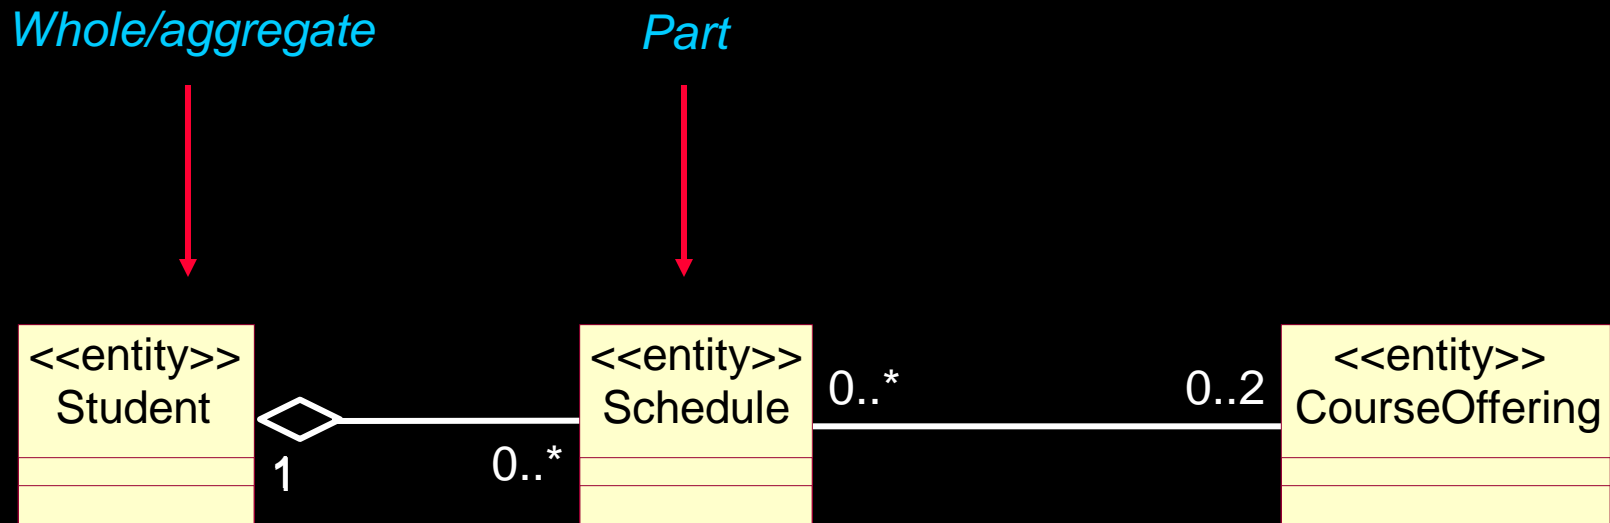 Whole/aggregate
Part
<<entity>>
Student
<<entity>>
Schedule
<<entity>>
CourseOffering
1
0..*
0..*
0..2